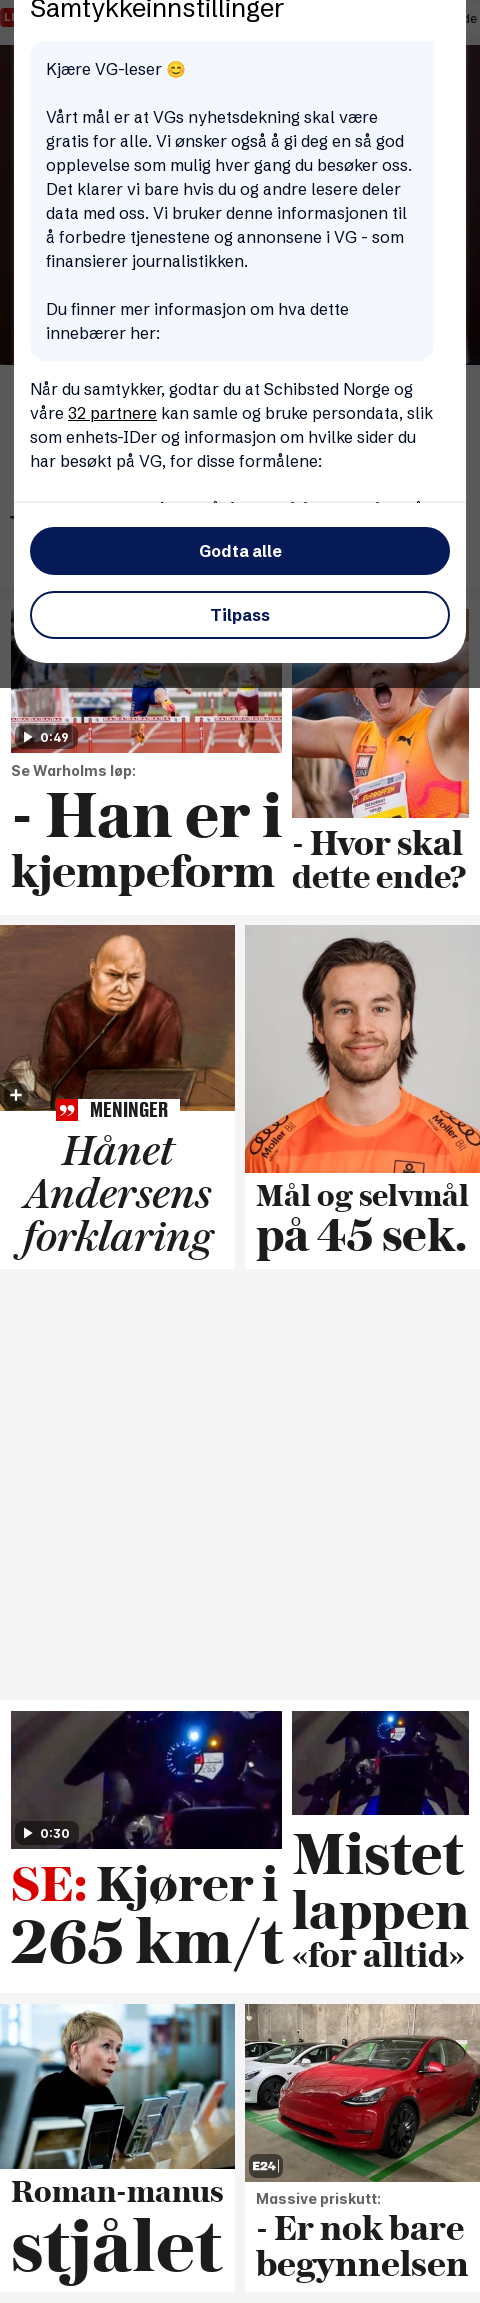 Samtykkeinnstillinger
Kjære VG-leser 😊
Vårt mål er at VGs nyhetsdekning skal være
gratis for alle. Vi ønsker også å gi deg en så god
opplevelse som mulig hver gang du besøker oss.
Det klarer vi bare hvis du og andre lesere deler
data med oss. Vi bruker denne informasjonen til
å forbedre tjenestene og annonsene i VG - som
finansierer journalistikken.
Du finner mer informasjon om hva dette
innebærer her:
Når du samtykker, godtar du at Schibsted Norge og
våre 32 partnere kan samle og bruke persondata, slik
som enhets-IDer og informasjon om hvilke sider du
har besøkt på VG, for disse formålene:
Godta alle
Tilpass
0:49
Se Warholms løp:
- Han er i
kjempeform
- Hvor skal
dette ende?
MENINGER
Hånet
Andersens
forklaring
Møller Bil
Møller Bil
Mål og selvmål
på 45 sek.
0:30
SE: Kjører i
265 km/t
Mistet
lappen
«for alltid»
Roman-manus
stjålet
E24
Massive priskutt:
- Er nok bare
begynnelsen